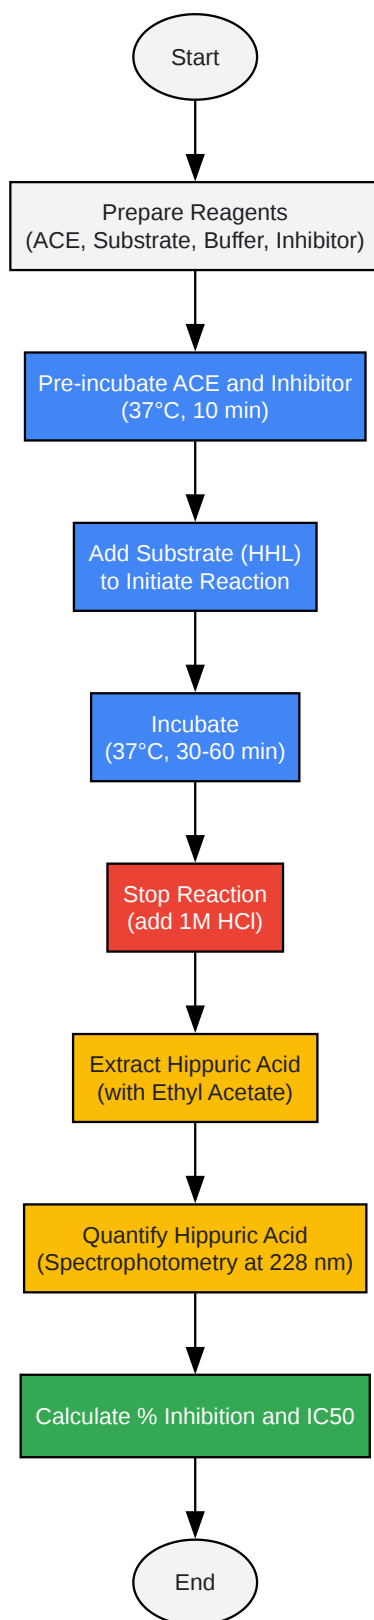 Start
Prepare Reagents
(ACE, Substrate, Buffer, Inhibitor)
Pre-incubate ACE and Inhibitor
(37°C, 10 min)
Add Substrate (HHL)
to Initiate Reaction
Incubate
(37°C, 30-60 min)
Stop Reaction
(add 1M HCl)
Extract Hippuric Acid
(with Ethyl Acetate)
Quantify Hippuric Acid
(Spectrophotometry at 228 nm)
Calculate % Inhibition and IC50
End